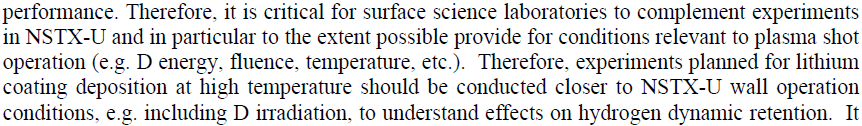 performance. Therefore, it is critical for surface science laboratories to complement experiments
in NSTX-U and in particular to the extent possible provide for conditions relevant to plasma shot
operation (e.g. D energy, fluence, temperature, etc.). Therefore, experiments planned for lithium
coating deposition at high temperature should be conducted closer to NSTX-U wall operation
conditions, e.g. including D irradiation, to understand effects on hydrogen dynamic retention. It